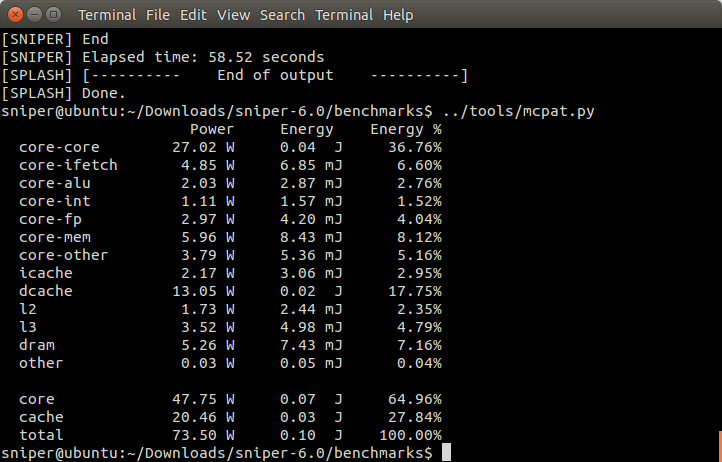 Terminal File Edit View Search Terminal Help
[SNIPER] End
[SNIPER] Elapsed time: 58.52 seconds
[SPLASH] [----------    End of output    ----------]
[SPLASH] Done.
sniper@ubuntu:~/Downloads/sniper-6.0/benchmarks$ ../tools/mcpat.py
                     Power     Energy    Energy %
  core-core        27.02 W     0.04  J     36.76%
  core-ifetch       4.85 W     6.85 mJ      6.60%
  core-alu          2.03 W     2.87 mJ      2.76%
  core-int          1.11 W     1.57 mJ      1.52%
  core-fp           2.97 W     4.20 mJ      4.04%
  core-mem          5.96 W     8.43 mJ      8.12%
  core-other        3.79 W     5.36 mJ      5.16%
  icache            2.17 W     3.06 mJ      2.95%
  dcache           13.05 W     0.02  J     17.75%
  l2                1.73 W     2.44 mJ      2.35%
  l3                3.52 W     4.98 mJ      4.79%
  dram              5.26 W     7.43 mJ      7.16%
  other             0.03 W     0.05 mJ      0.04%
  core             47.75 W     0.07  J     64.96%
  cache            20.46 W     0.03  J     27.84%
  total            73.50 W     0.10  J    100.00%
sniper@ubuntu:~/Downloads/sniper-6.0/benchmarks$